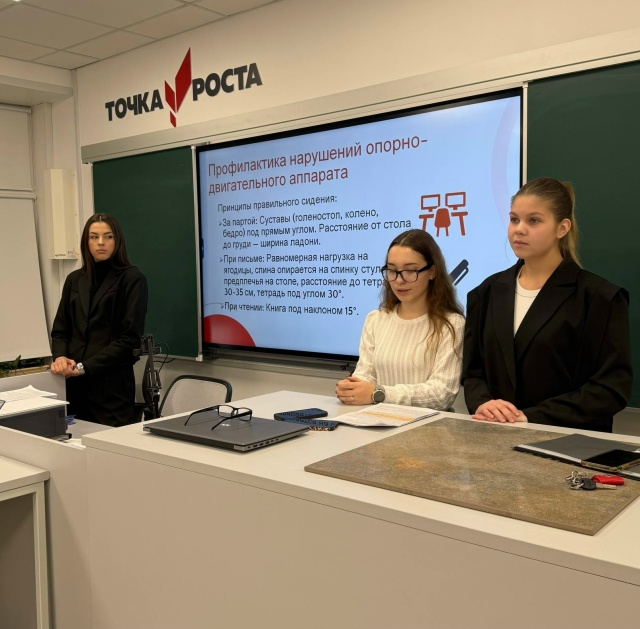 ТОЧКА РОСТА
Профилактика нарушений опорно-
двигательного аппарата
Принципы правильного сидения:
За партой: Суставы (голеностоп, колено,
бедро) под прямым углом. Расстояние от стола
до груди – ширина ладони.
При письме: Равномерная нагрузка на
ягодицы, спина опирается на спинку
предплечья на столе, расстояние до
30-35 см, тетрадь под углом 30°.
При чтении: Книга под наклоном 15°.